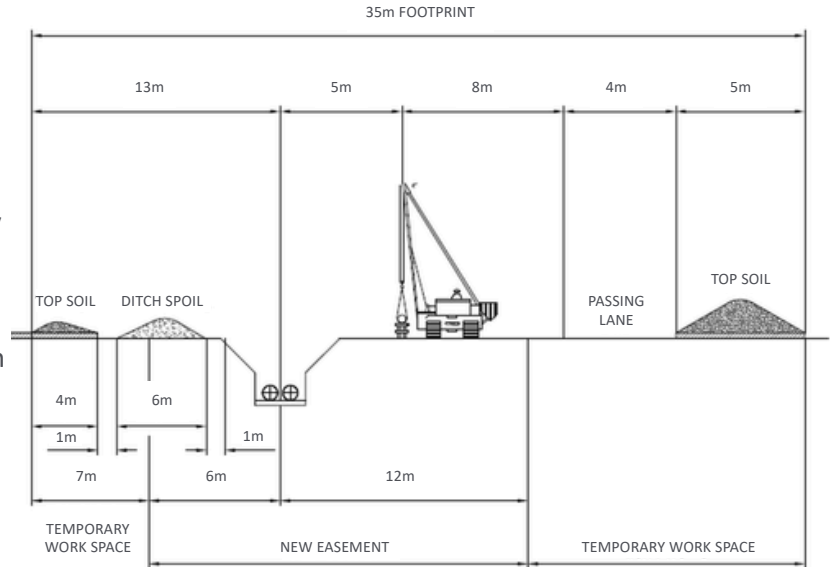 35m FOOTPRINT
13m 5m 8m 4m 5m
TOP SOIL DITCH SPOIL PASSING LANE TOP SOIL
4m 6m
1m 1m
7m 6m 12m
TEMPORARY
WORK SPACE
NEW EASEMENT
TEMPORARY WORK SPACE